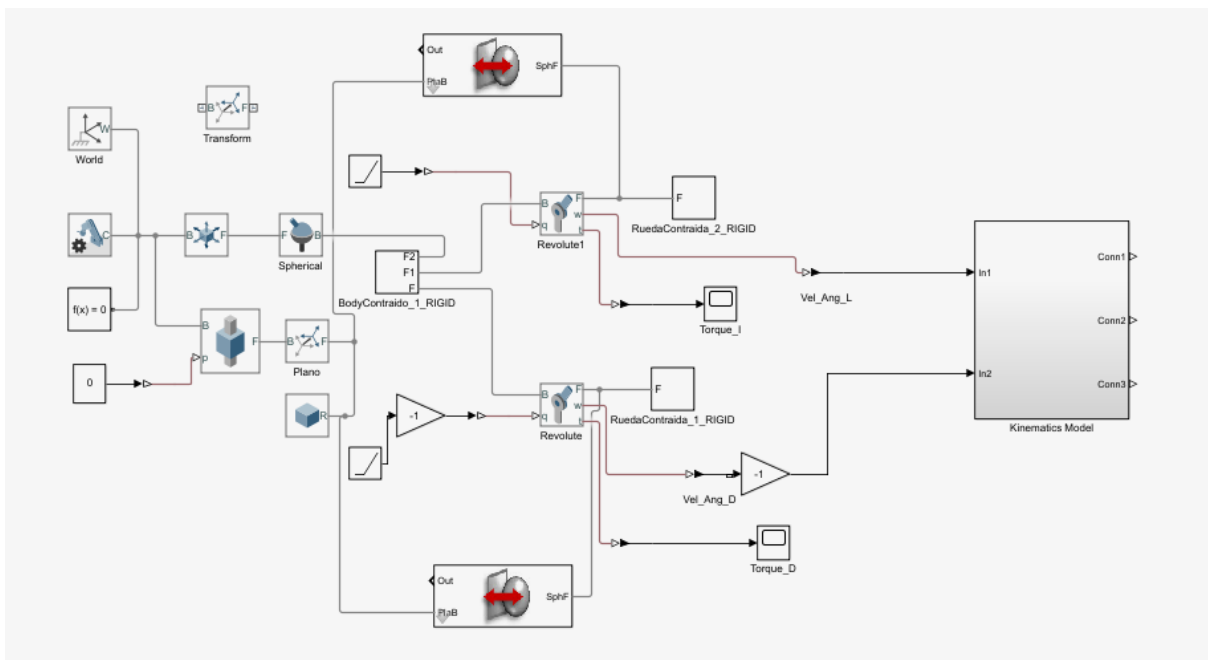 Out
SphF
PlaB
B
F
Transform
W
World
C
B
F
F
B
Spherical
F2
F1
F
BodyContraido_1_RIGID
B
q
F
w
t
Revolute1
F
RuedaContraida_2_RIGID
Vel_Ang_L
Torque_I
f(x) = 0
0
B
p
F
B
F
Plano
R
-1
B
q
F
w
t
Revolute
F
RuedaContraida_1_RIGID
-1
Vel_Ang_D
Torque_D
Out
SphF
PlaB
In1
In2
Conn1
Conn2
Conn3
Kinematics Model